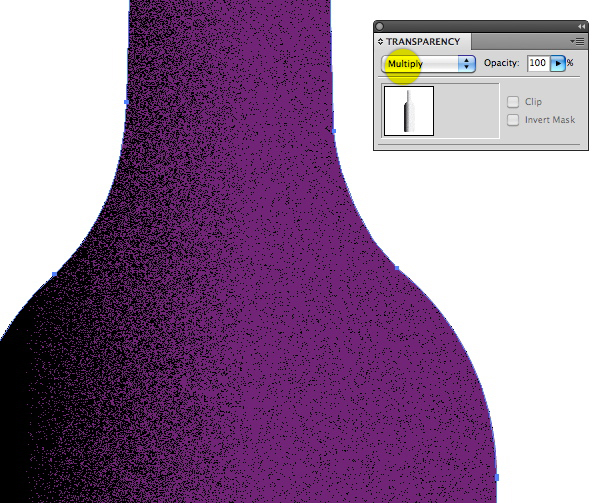 TRANSPARENCY
Multiply Opacity: 100 %
Clip
Invert Mask